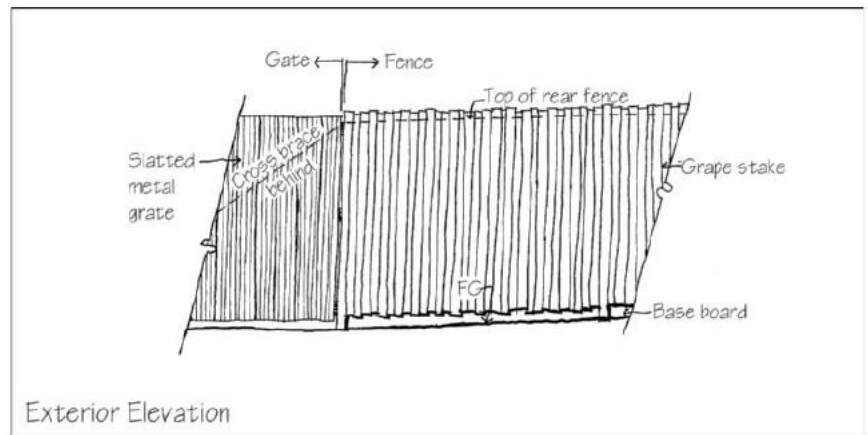 Gate
Fence
Top of rear fence
Slatted
metal
grate
Cross brace
behind
Grape stake
FG
Base board
Exterior Elevation